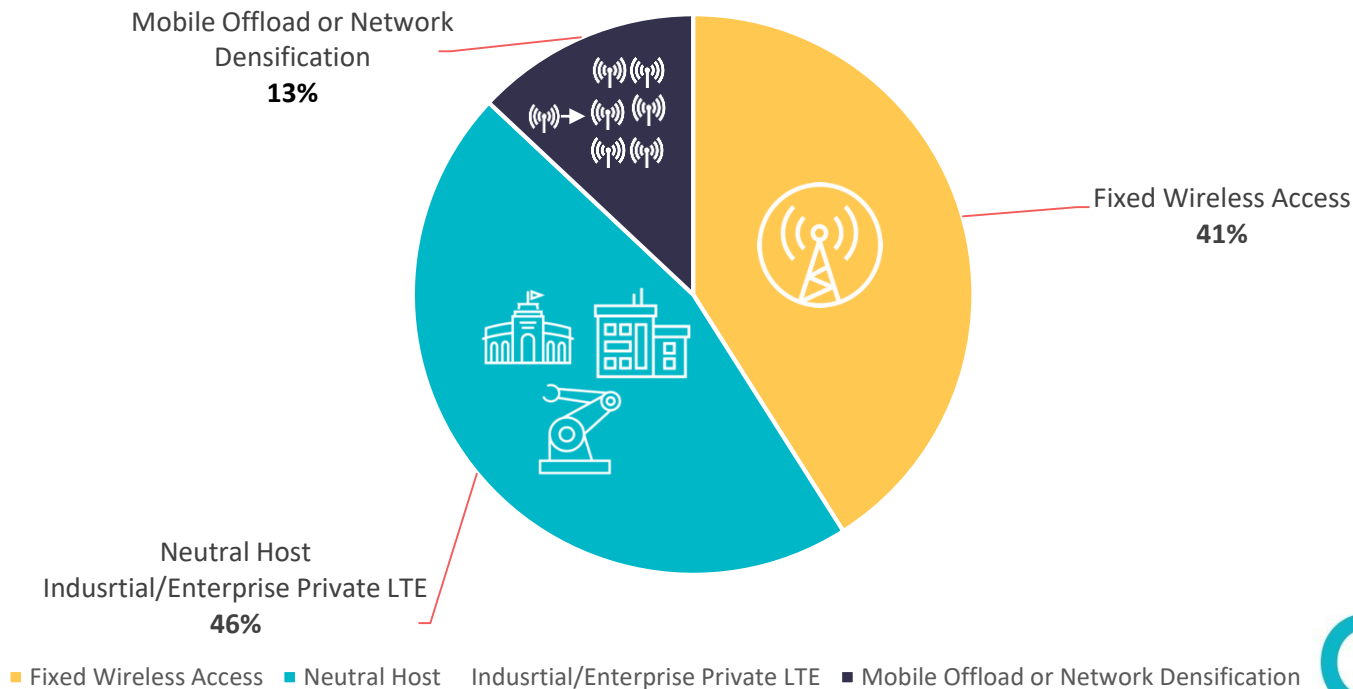 Mobile Offload or Network
Densification
13%
Fixed Wireless Access
41%
Neutral Host
Indusrtial/Enterprise Private LTE
46%
Fixed Wireless Access Neutral Host Indusrtial/Enterprise Private LTE Mobile Offload or Network Densification